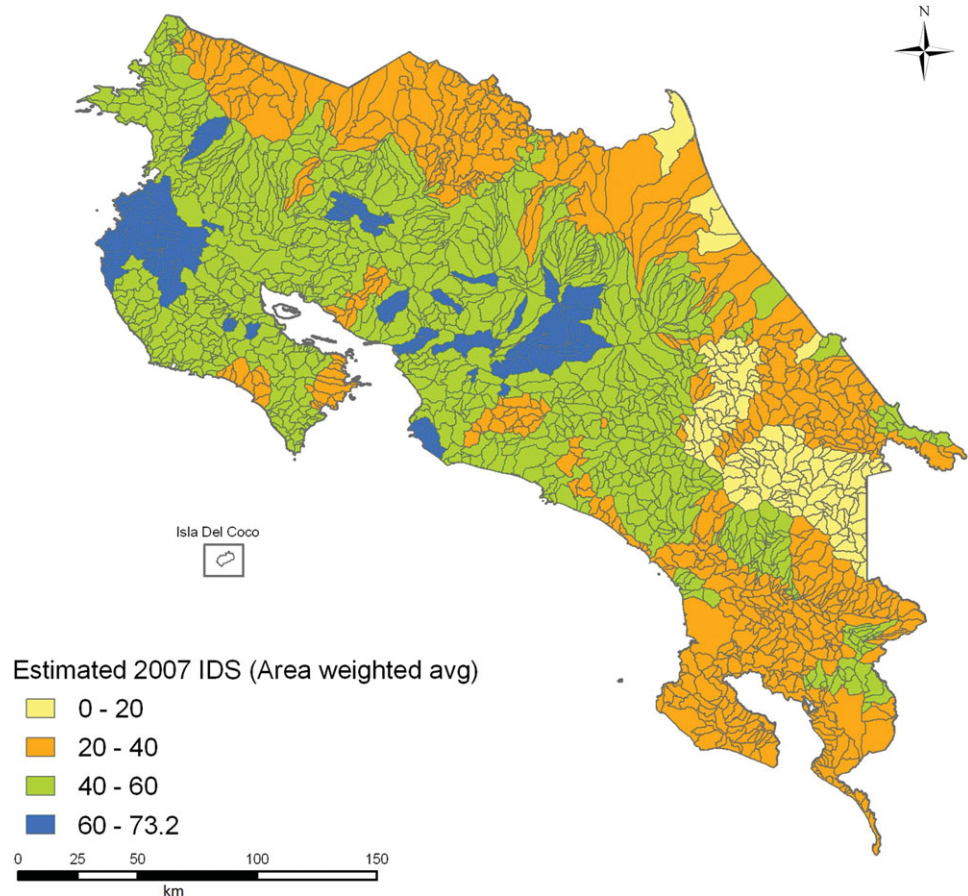 N
Isla Del Coco
Estimated 2007 IDS (Area weighted avg)
0 - 20
20 - 40
40 - 60
60 - 73.2
0 25 50 100 150
km